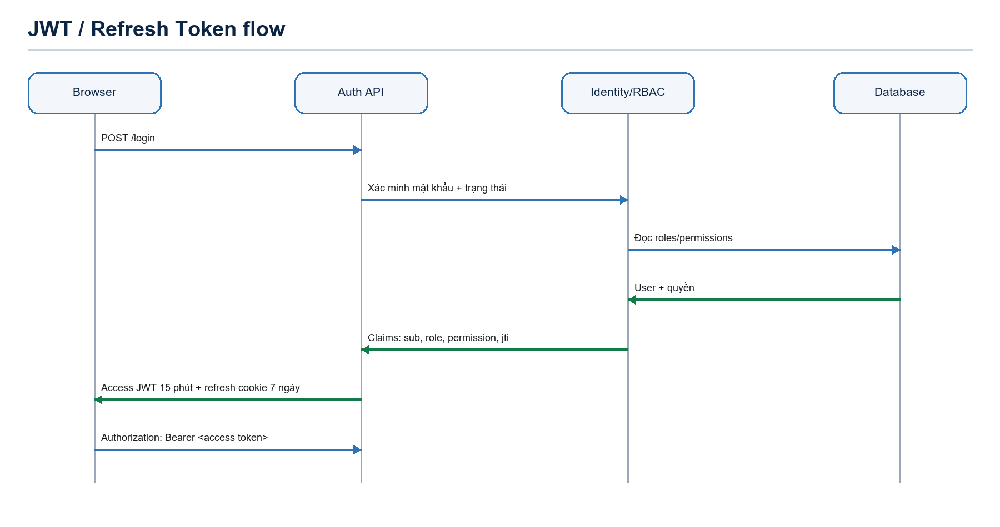 JWT / Refresh Token flow
Browser
Auth API
Identity/RBAC
Database
POST /login
Xác minh mật khẩu + trạng thái
Đọc roles/permissions
User + quyền
Claims: sub, role, permission, jti
Access JWT 15 phút + refresh cookie 7 ngày
Authorization: Bearer <access token>